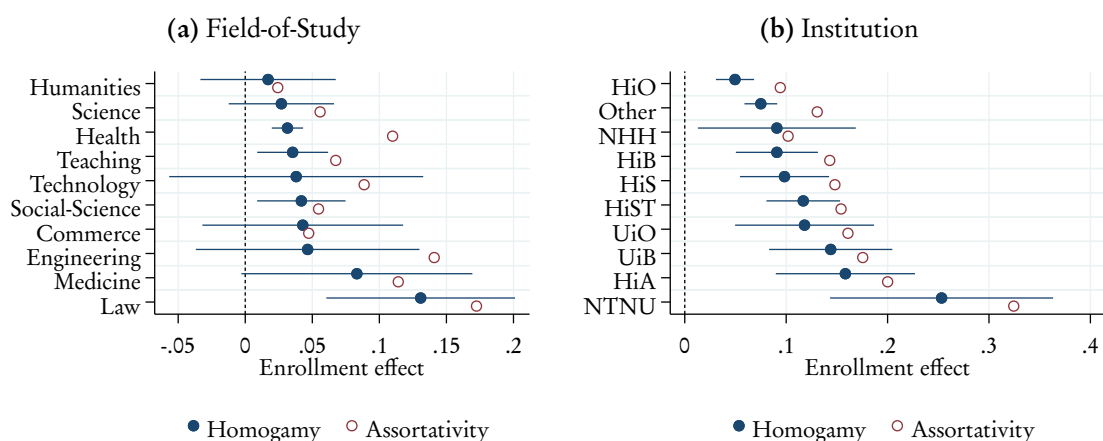 (a) Field-of-Study
Humanities
Science
Health
Teaching
Technology
Social-Science
Commerce
Engineering
Medicine
Law
-.05 0 .05 .1 .15 .2
Enrollment effect
Homogamy Assortativity
(b) Institution
HiO
Other
NHH
HiB
HiS
HiST
UiO
UiB
HiA
NTNU
0 .1 .2 .3 .4
Enrollment effect
Homogamy Assortativity